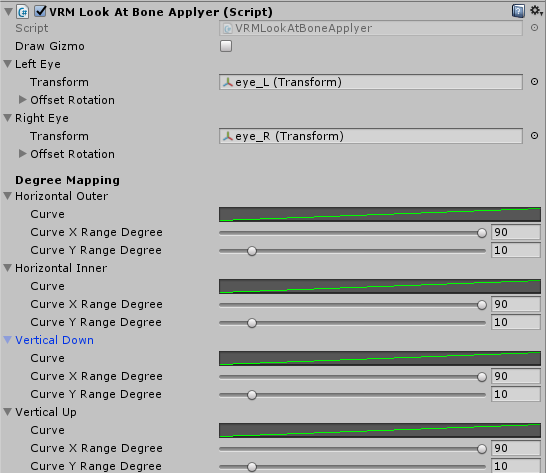 VRM Look At Bone Applyer (Script)
Script VRMLookAtBoneApplyer
Draw Gizmo
Left Eye
Transform eye_L (Transform)
Offset Rotation
Right Eye
Transform eye_R (Transform)
Offset Rotation
Degree Mapping
Horizontal Outer
Curve
Curve X Range Degree 90
Curve Y Range Degree 10
Horizontal Inner
Curve
Curve X Range Degree 90
Curve Y Range Degree 10
Vertical Down
Curve
Curve X Range Degree 90
Curve Y Range Degree 10
Vertical Up
Curve
Curve X Range Degree 90
Curve Y Range Degree 10